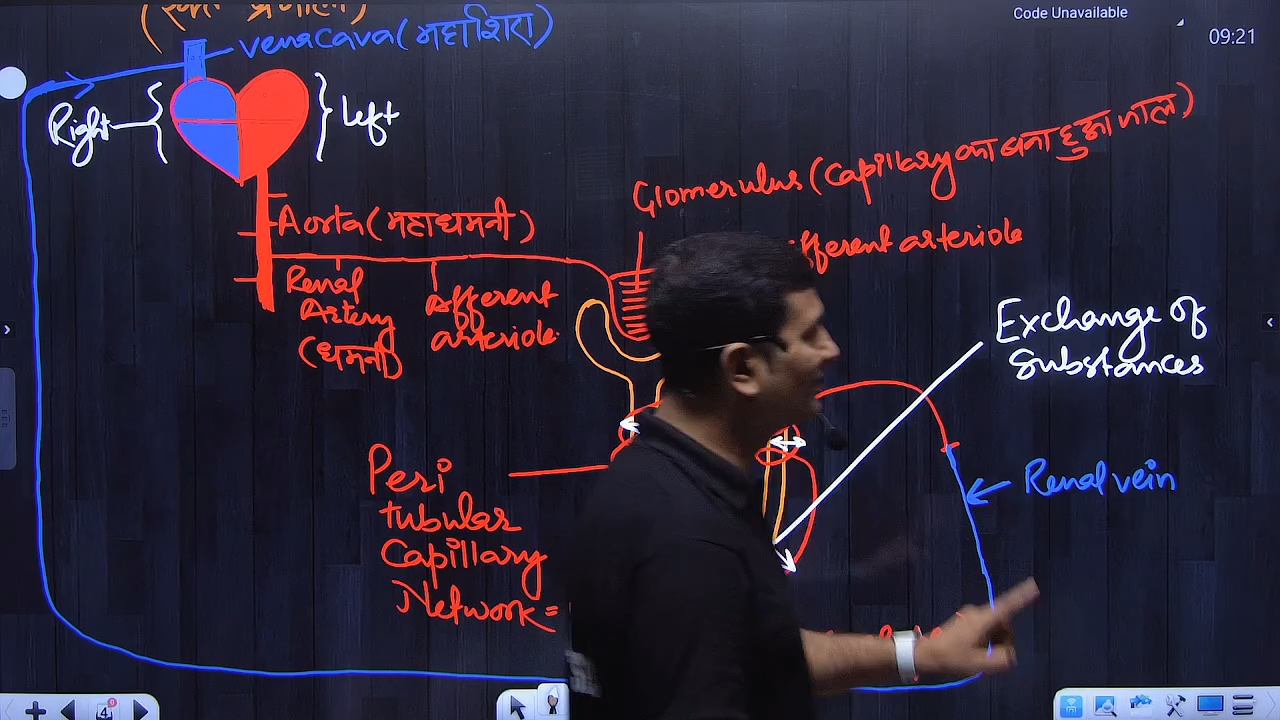 Code Unavailable
09:21
venacava (महाशिरा)
Right
left
Glomerulus (Capillary का बना हुआ जाल)
Aorta (महाधमनी)
fferent arteriole
Renal
Artery
(धमनी)
Afferent
arteriole
Exchange of
Substances
Renal vein
Peri
tubular
Capillary
Network =
4